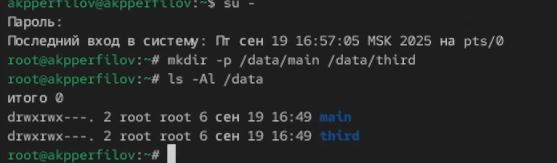 akpperfilov@akpperfilov:~$ su -
Пароль:
Последний вход в систему: Пт сен 19 16:57:05 MSK 2025 на pts/0
root@akpperfilov:~# mkdir -p /data/main /data/third
root@akpperfilov:~# ls -Al /data
итого 0
drwxrwx---. 2 root root 6 сен 19 16:49 main
drwxrwx---. 2 root root 6 сен 19 16:49 third
root@akpperfilov:~#